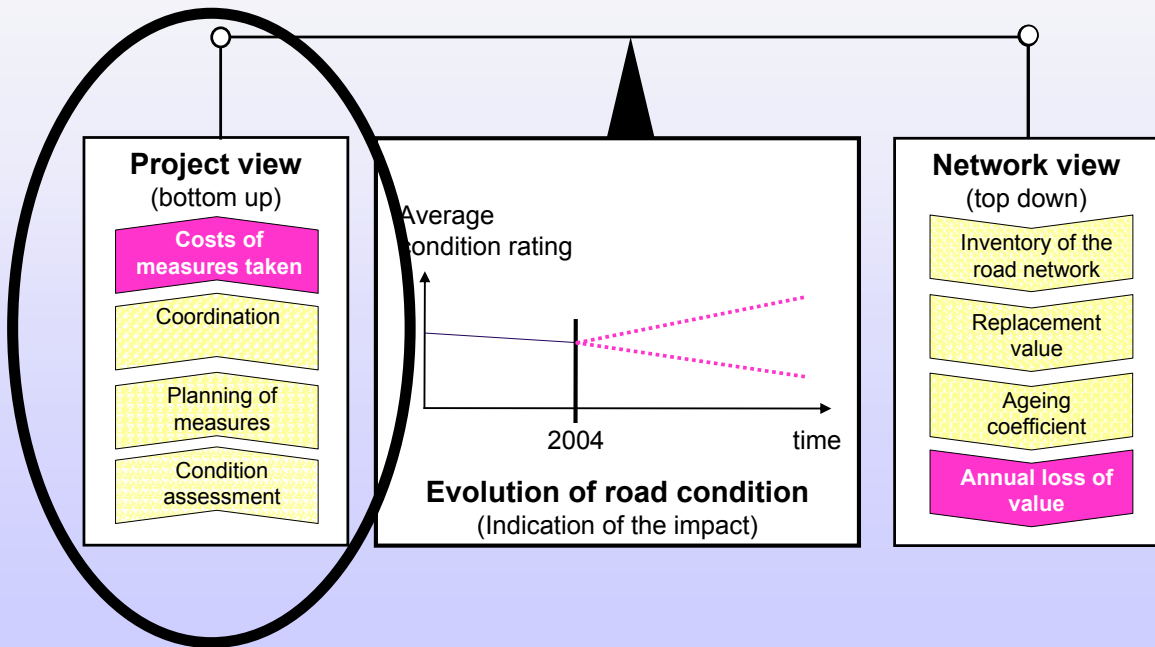 Project view
(bottom up)
Costs of
measures taken
Coordination
Planning of
measures
Condition
assessment
Average
condition rating
2004
time
Evolution of road condition
(Indication of the impact)
Network view
(top down)
Inventory of the
road network
Replacement
value
Ageing
coefficient
Annual loss of
value